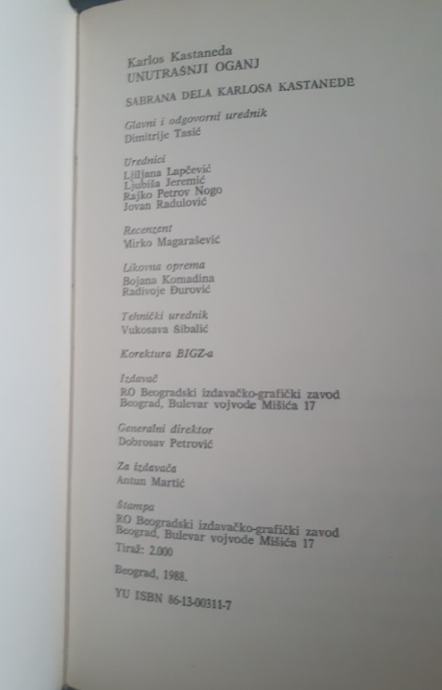 Karlos Kastaneda
UNUTRAŠNJI OGANJ
SABRANA DELA KARLOSA KASTANEDE
Glavni i odgovorni urednik
Dimitrije Tasić
Urednici
Ljiljana Lapčević
Ljubiša Jeremić
Rajko Petrov Nogo
Jovan Radulović
Recenzent
Mirko Magarašević
Likovna oprema
Bojana Komadina
Radivoje Đurović
Tehnički urednik
Vukosava Šibalić
Korektura BIGZ-a
Izdavač
RO Beogradski izdavačko-grafički zavod
Beograd, Bulevar vojvode Mišića 17
Generalni direktor
Dobrosav Petrović
Za izdavača
Antun Martić
Štampa
RO Beogradski izdavačko-grafički zavod
Beograd, Bulevar vojvode Mišića 17
Tiraž: 2.000
Beograd, 1988.
YU ISBN 86-13-00311-7